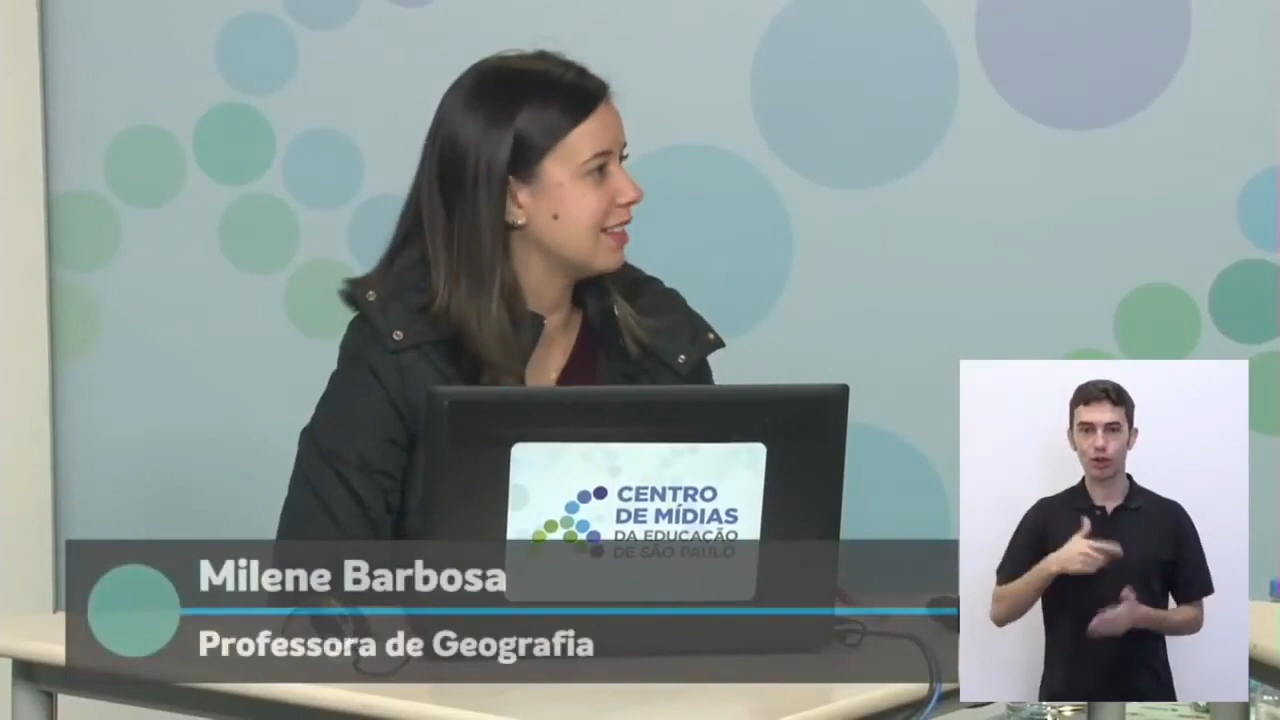 CENTRO
DE MÍDIAS
DA EDUCAÇÃO
DE SÃO PAULO
Milene Barbosa
Professora de Geografia